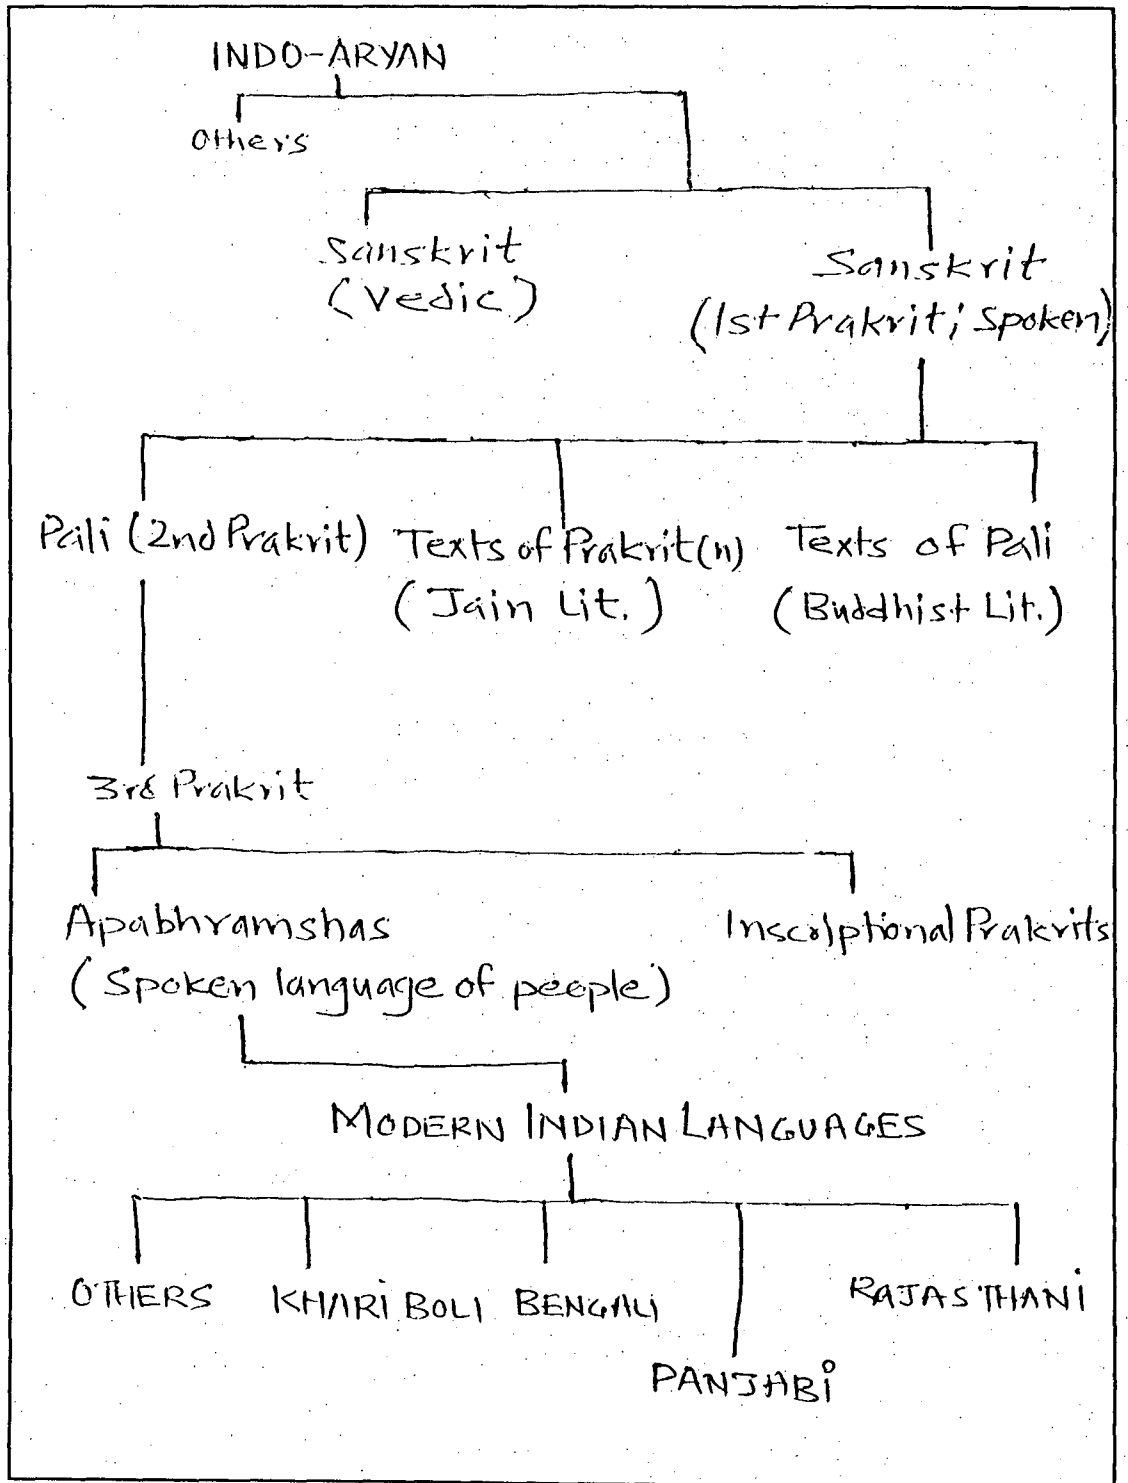 INDO-ARYAN
Others
Sanskrit
(Vedic)
Sanskrit
(1st Prakrit; Spoken)
Pali (2nd Prakrit)
Texts of Prakrit(n)
(Jain Lit.)
Texts of Pali
(Buddhist Lit.)
3rd Prakrit
Apabhramshas
(Spoken language of people)
Inscriptional Prakrits
MODERN INDIAN LANGUAGES
OTHERS
KHARI BOLI
BENGALI
PANJABI
RAJASTHANI